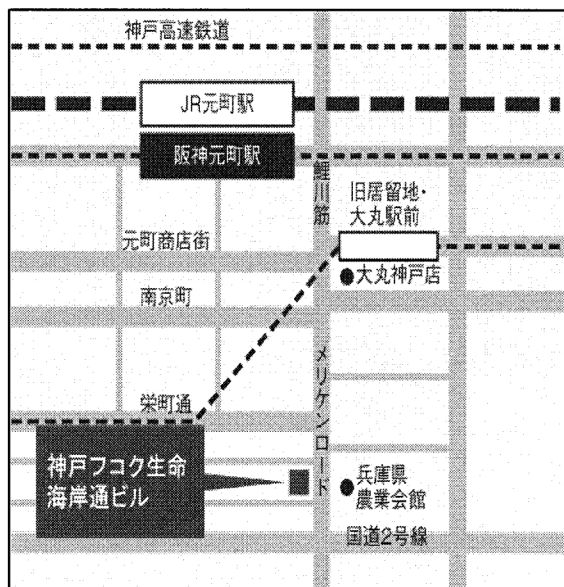 神戸高速鉄道
JR元町駅
阪神元町駅
鯉川筋
旧居留地・
大丸駅前
元町商店街
●大丸神戸店
南京町
メリケンロード
栄町通
神戸フコク生命
海岸通ビル
●兵庫県
農業会館
国道2号線